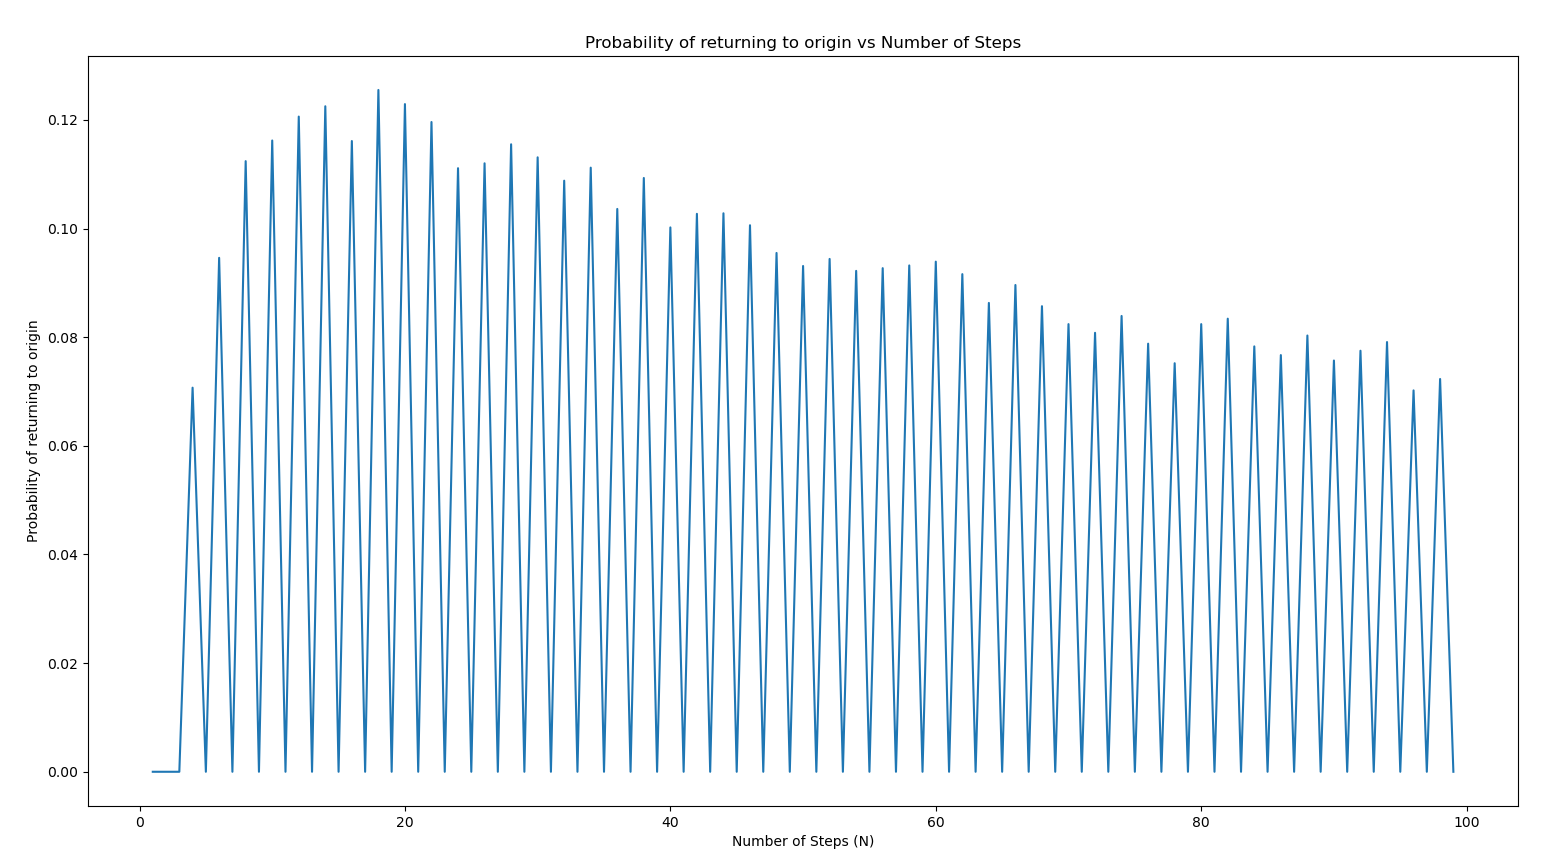 Probability of returning to origin vs Number of Steps
Probability of returning to origin
0.12
0.10
0.08
0.06
0.04
0.02
0.00
0 20 40 60 80 100
Number of Steps (N)